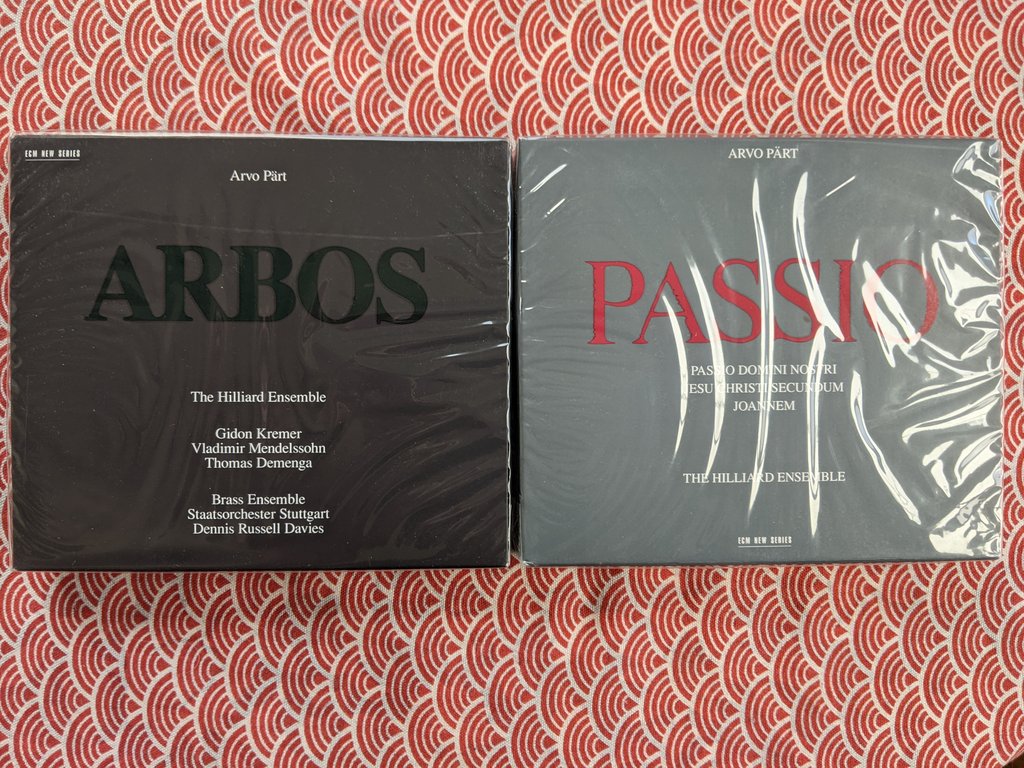 ECM NEW SERIES
Arvo Pärt
ARBOS
The Hilliard Ensemble
Gidon Kremer
Vladimir Mendelssohn
Thomas Demenga
Brass Ensemble
Staatsorchester Stuttgart
Dennis Russell Davies
ARVO PÄRT
PASSIO
PASSIO DOMINI NOSTRI
JESU CHRISTI SECUNDUM
JOANNEM
THE HILLIARD ENSEMBLE
ECM NEW SERIES